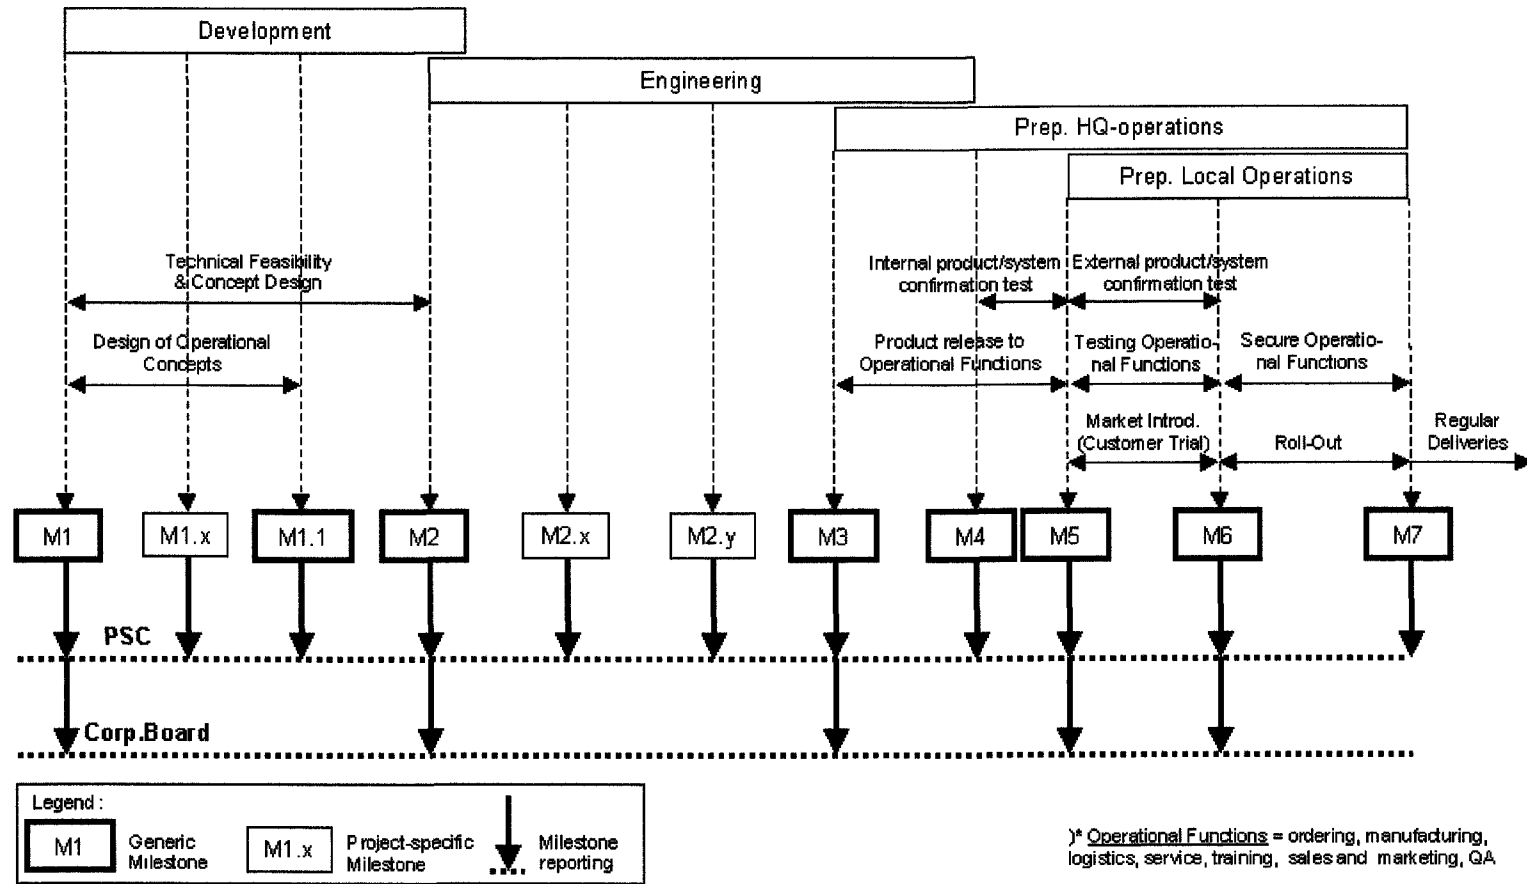 Development
Engineering
Prep. HQ-operations
Prep. Local Operations
Technical Feasibility
& Concept Design
Internal product/system
confirmation test
External product/system
confirmation test
Design of Operational
Concepts
Product release to
Operational Functions
Testing Operatio-
nal Functions
Secure Operatio-
nal Functions
Market Introd.
(Customer Trial)
Roll-Out
Regular
Deliveries
M1
M1.x
M1.1
M2
M2.x
M2.y
M3
M4
M5
M6
M7
PSC
Corp.Board
Legend :
M1
Generic
Milestone
M1.x
Project-specific
Milestone
Milestone
reporting
)* Operational Functions = ordering, manufacturing,
logistics, service, training, sales and marketing, QA